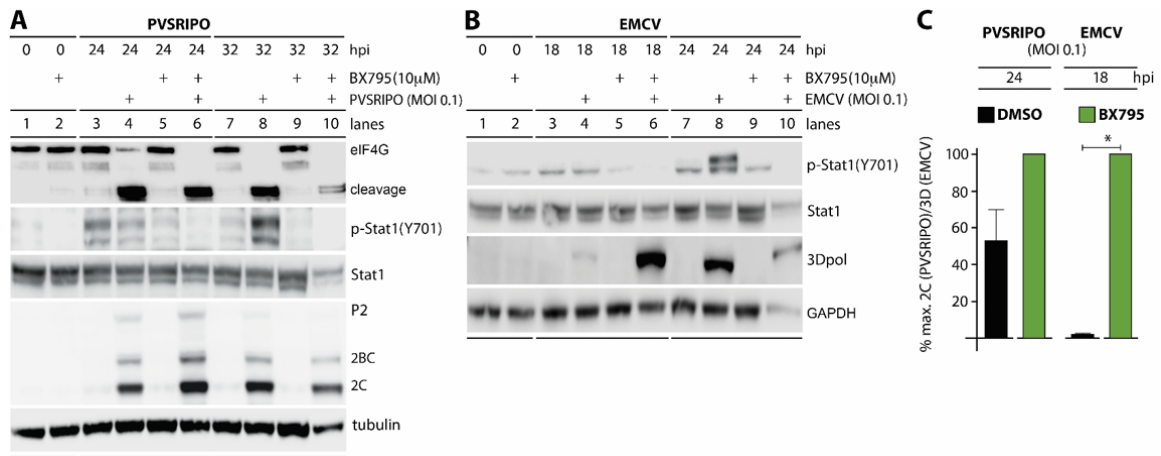 A
PVSRIPO
0 0 24 24 24 24 32 32 32 32 hpi
+ + + + + BX795(10μM)
+ + + + PVSRIPO (MOI 0.1)
1 2 3 4 5 6 7 8 9 10 lanes
eIF4G
cleavage
p-Stat1(Y701)
Stat1
P2
2BC
2C
tubulin
B
EMCV
0 0 18 18 18 18 24 24 24 24 hpi
+ + + + + BX795(10μM)
+ + + + EMCV (MOI 0.1)
1 2 3 4 5 6 7 8 9 10 lanes
p-Stat1(Y701)
Stat1
3Dpol
GAPDH
C
PVSRIPO EMCV
(MOI 0.1)
24 18 hpi
DMSO BX795
% max. 2C (PVSRIPO)/3D (EMCV)
100
80
60
40
20
*